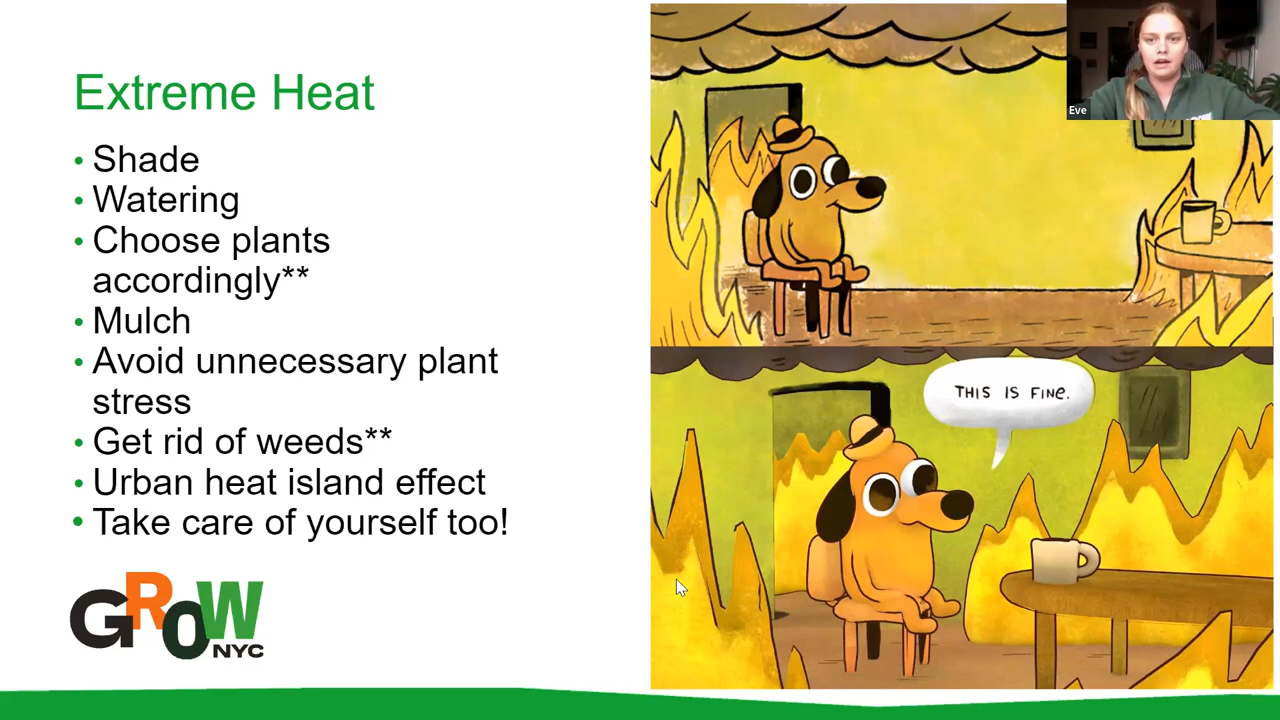 Extreme Heat
• Shade
• Watering
• Choose plants
accordingly**
• Mulch
• Avoid unnecessary plant
stress
• Get rid of weeds**
• Urban heat island effect
• Take care of yourself too!
GROW
NYC
THIS IS FINE.
Eve